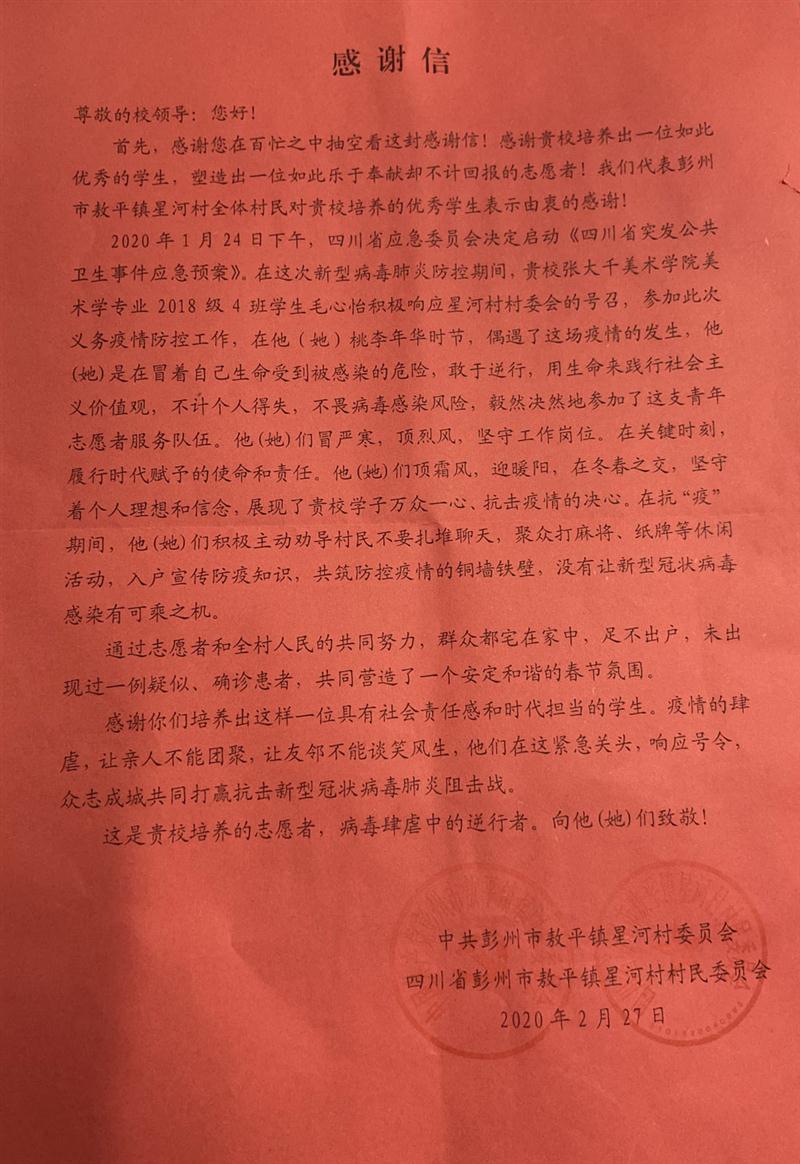 感谢信
尊敬的校领导：您好！
首先，感谢您在百忙之中抽空看这封感谢信！感谢贵校培养出一位如此
优秀的学生，塑造出一位如此乐于奉献却不计回报的志愿者！我们代表彭州
市敖平镇星河村全体村民对贵校培养的优秀学生表示由衷的感谢！
2020 年 1 月 24 日下午，四川省应急委员会决定启动《四川省突发公共
卫生事件应急预案》。在这次新型病毒肺炎防控期间，贵校张大千美术学院美
术学专业 2018 级 4 班学生毛心怡积极响应星河村村委会的号召，参加此次
义务疫情防控工作，在他（她）桃李年华时节，偶遇了这场疫情的发生，他
(她)是在冒着自己生命受到被感染的危险，敢于逆行，用生命来践行社会主
义价值观，不计个人得失，不畏病毒感染风险，毅然决然地参加了这支青年
志愿者服务队伍。他(她)们冒严寒，顶烈风，坚守工作岗位。在关键时刻，
履行时代赋予的使命和责任。他(她)们顶霜风，迎暖阳，在冬春之交，坚守
着个人理想和信念，展现了贵校学子万众一心、抗击疫情的决心。在抗“疫”
期间，他(她)们积极主动劝导村民不要扎堆聊天，聚众打麻将、纸牌等休闲
活动，入户宣传防疫知识，共筑防控疫情的铜墙铁壁，没有让新型冠状病毒
感染有可乘之机。
通过志愿者和全村人民的共同努力，群众都宅在家中，足不出户，未出
现过一例疑似、确诊患者，共同营造了一个安定和谐的春节氛围。
感谢你们培养出这样一位具有社会责任感和时代担当的学生。疫情的肆
虐，让亲人不能团聚，让友邻不能谈笑风生，他们在这紧急关头，响应号令，
众志成城共同打赢抗击新型冠状病毒肺炎阻击战。
这是贵校培养的志愿者，病毒肆虐中的逆行者。向他(她)们致敬！
中共彭州市敖平镇星河村委员会
四川省彭州市敖平镇星河村村民委员会
2020 年 2 月 27 日